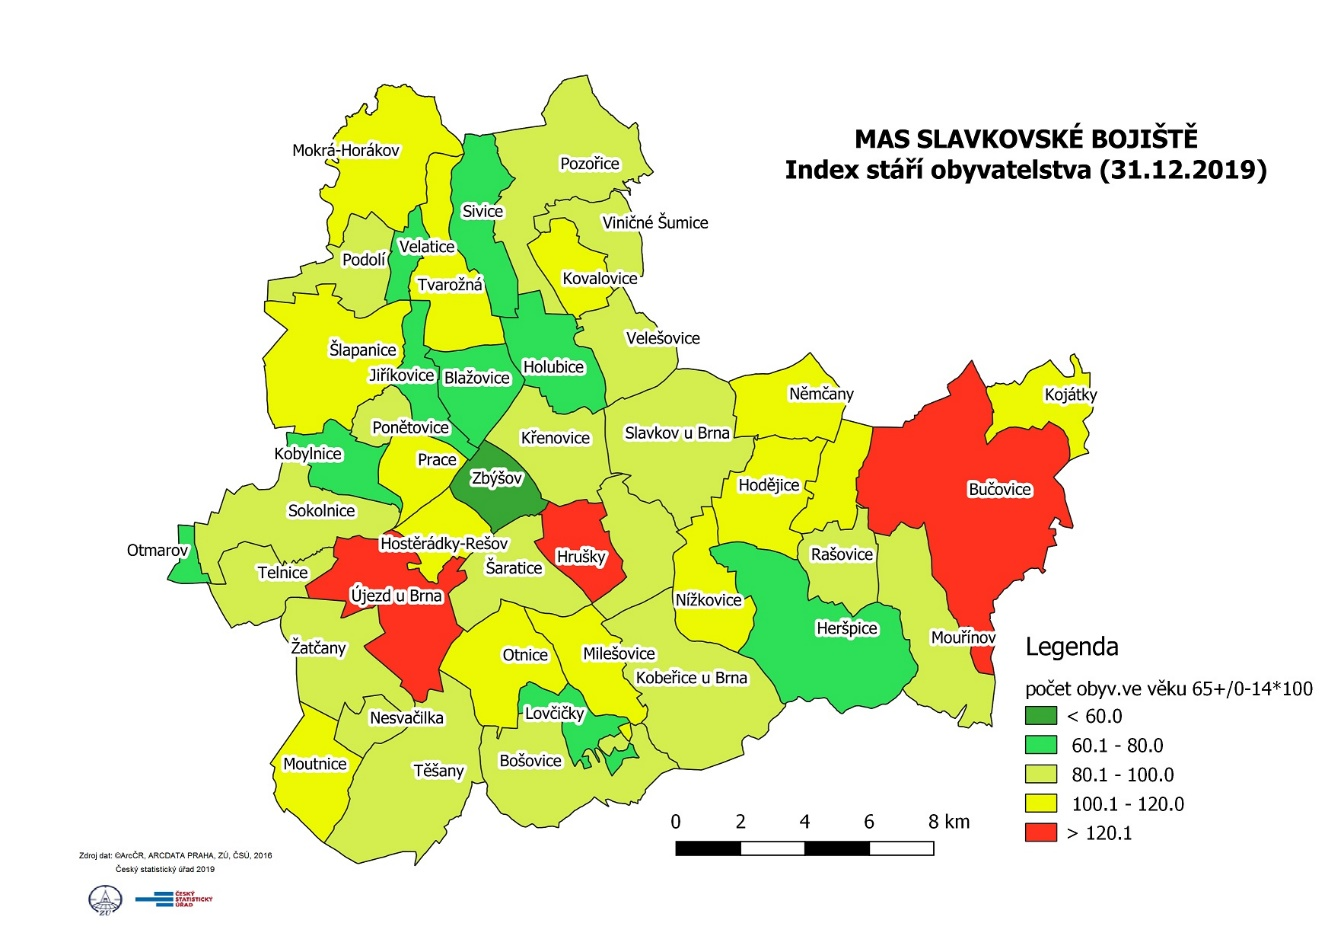 MAS SLAVKOVSKÉ BOJIŠTĚ
Index stáří obyvatelstva (31.12.2019)
Mokrá-Horákov
Pozořice
Sivice
Viničné Šumice
Velatice
Podolí
Kovalovice
Tvarožná
Velešovice
Šlapanice
Holubice
Jiříkovice
Blažovice
Němčany
Kojátky
Ponětovice
Slavkov u Brna
Křenovice
Kobylnice
Prace
Zbýšov
Hodějice
Bučovice
Sokolnice
Hostěrádky-Rešov
Otmarov
Hrušky
Rašovice
Šaratice
Telnice
Újezd u Brna
Nížkovice
Heršpice
Mouřínov
Žatčany
Otnice
Milešovice
Kobeřice u Brna
Lovčičky
Nesvačilka
Bošovice
Moutnice
Těšany
Legenda
počet obyv.ve věku 65+/0-14*100
< 60.0
60.1 - 80.0
80.1 - 100.0
100.1 - 120.0
> 120.1
0 2 4 6 8 km
Zdroj dat: ©ArcČR, ARCDATA PRAHA, ZÚ, ČSÚ, 2016
Český statistický úřad 2019
ZÚ
ČESKÝ
STATISTICKÝ
ÚŘAD